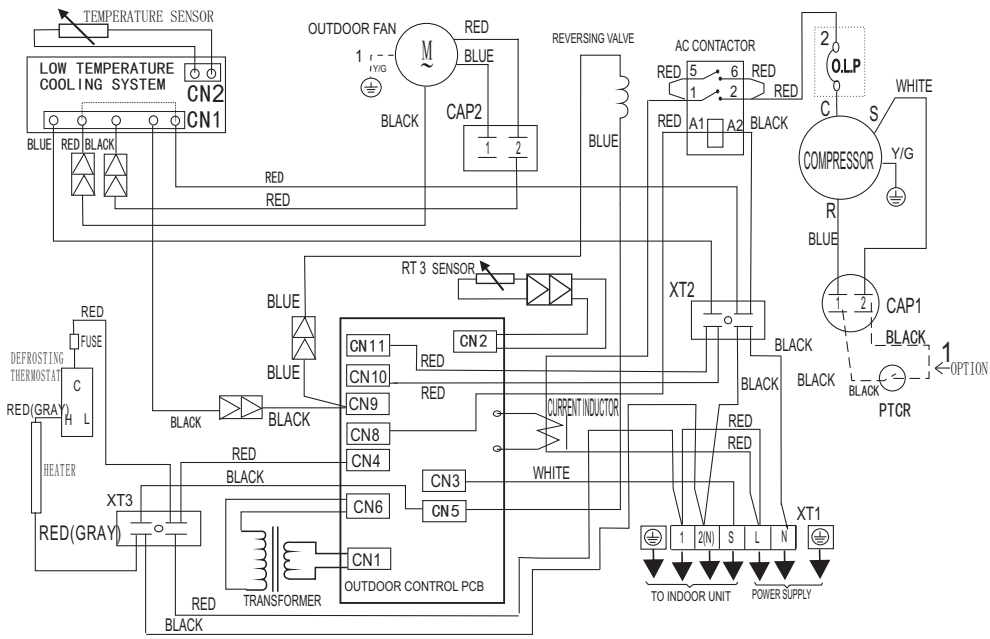 TEMPERATURE SENSOR
LOW TEMPERATURE
COOLING SYSTEM
CN2
CN1
BLUE
RED
BLACK
OUTDOOR FAN
1
Y/G
M
~
RED
BLUE
BLACK
CAP2
1
2
RED
RED
REVERSING VALVE
BLUE
AC CONTACTOR
RED
5
6
RED
1
2
RED
RED
A1
A2
BLACK
2
O.L.P
C
S
WHITE
COMPRESSOR
Y/G
R
BLUE
1
2
CAP1
BLACK
1
OPTION
BLACK
BLACK
PTCR
RT 3 SENSOR
XT2
BLACK
BLACK
BLUE
BLUE
RED
FUSE
DEFROSTING
THERMOSTAT
C
H
L
RED(GRAY)
HEATER
BLACK
BLACK
CN11
CN2
RED
CN10
RED
CN9
CN8
CN4
CN3
CN6
CN5
CN1
OUTDOOR CONTROL PCB
CURRENT INDUCTOR
WHITE
RED
RED
RED
BLACK
XT3
RED(GRAY)
TRANSFORMER
RED
BLACK
XT1
1
2(N)
S
L
N
TO INDOOR UNIT
POWER SUPPLY